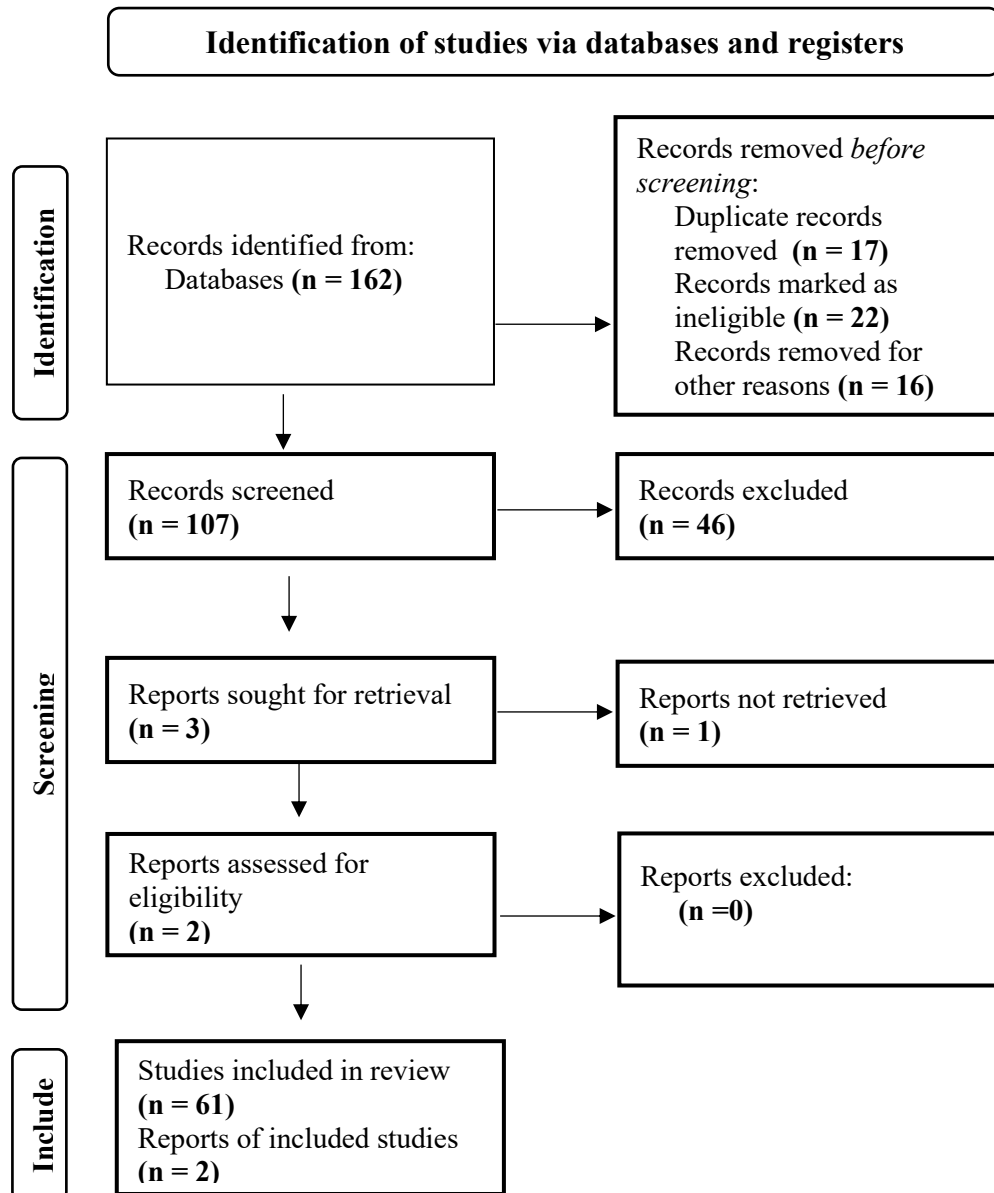 Identification of studies via databases and registers
Identification
Records identified from:
Databases (n = 162)
Records removed before
screening:
Duplicate records
removed (n = 17)
Records marked as
ineligible (n = 22)
Records removed for
other reasons (n = 16)
Screening
Records screened
(n = 107)
Records excluded
(n = 46)
Reports sought for retrieval
(n = 3)
Reports not retrieved
(n = 1)
Reports assessed for
eligibility
(n = 2)
Reports excluded:
(n =0)
Include
Studies included in review
(n = 61)
Reports of included studies
(n = 2)